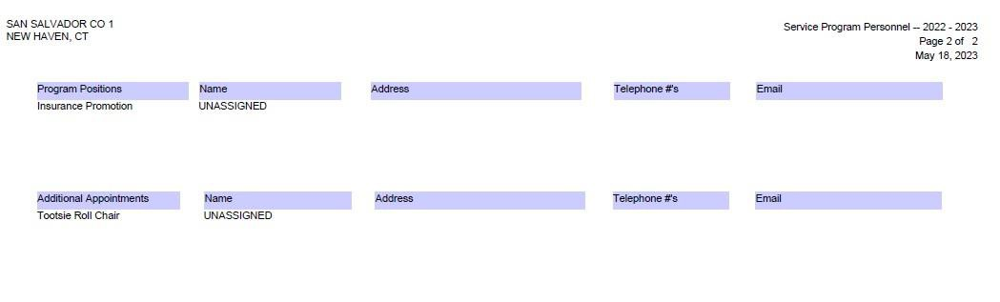 SAN SALVADOR CO 1
NEW HAVEN, CT
Service Program Personnel -- 2022 - 2023
Page 2 of 2
May 18, 2023
Program Positions Name Address Telephone #'s Email
Insurance Promotion UNASSIGNED
Additional Appointments Name Address Telephone #'s Email
Tootsie Roll Chair UNASSIGNED